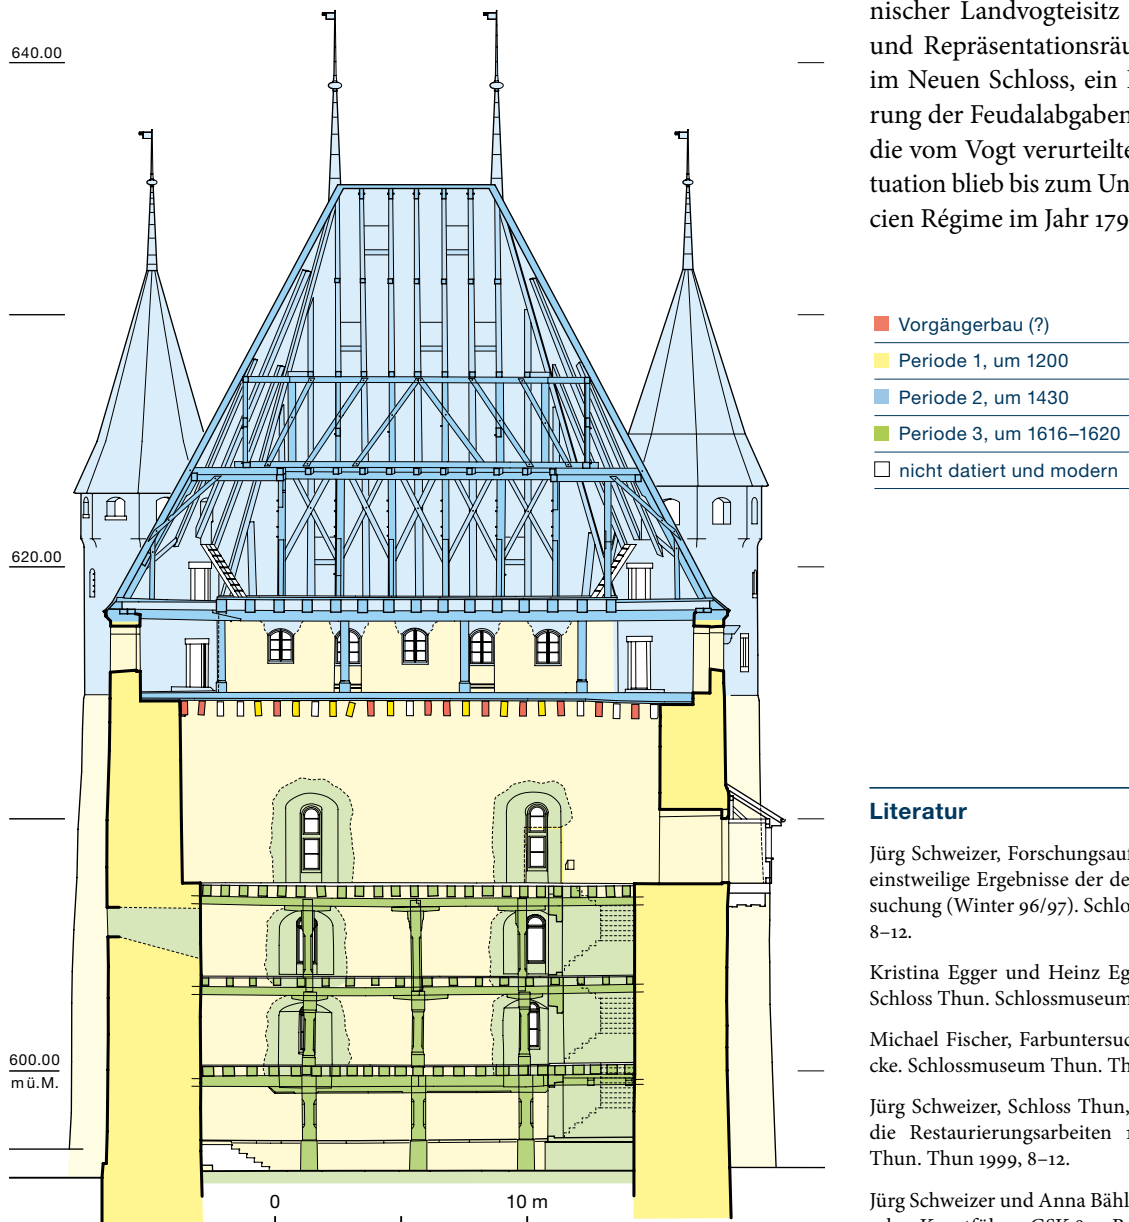 nischer Landvogteisitz
und Repräsentationsräu
im Neuen Schloss, ein
rung der Feudalabgaben
die vom Vogt verurteilte
tuation blieb bis zum Un
cien Régime im Jahr 179
640.00
620.00
600.00
m ü.M.
0
10 m
Vorgängerbau (?)
Periode 1, um 1200
Periode 2, um 1430
Periode 3, um 1616–1620
nicht datiert und modern
Literatur
Jürg Schweizer, Forschungsauf
einstweilige Ergebnisse der de
suchung (Winter 96/97). Schlo
8–12.
Kristina Egger und Heinz Eg
Schloss Thun. Schlossmuseum
Michael Fischer, Farbuntersuc
cke. Schlossmuseum Thun. Th
Jürg Schweizer, Schloss Thun,
die Restaurierungsarbeiten 1
Thun. Thun 1999, 8–12.
Jürg Schweizer und Anna Bähl